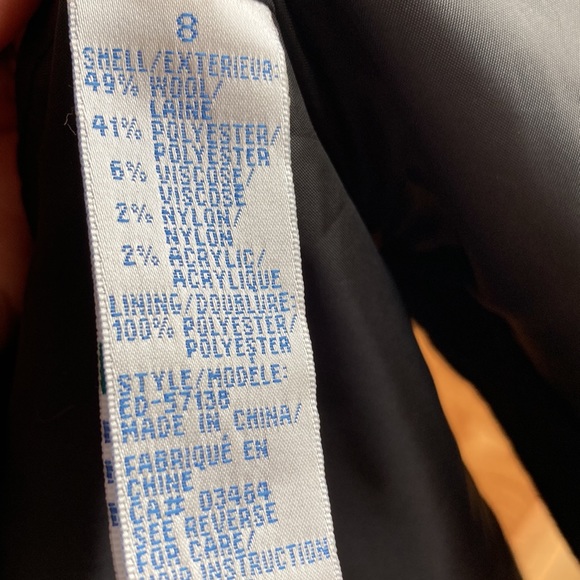 8
SHELL/EXTERIEUR:
49% WOOL/
LAINE
41% POLYESTER/
POLYESTER
6% VISCOSE/
VISCOSE
2% NYLON/
NYLON
2% ACRYLIC/
ACRYLIQUE
LINING/DOUBLURE:
100% POLYESTER/
POLYESTER
STYLE/MODELE:
ED-57138
MADE IN CHINA/
FABRIQUÉ EN
CHINE
CA# 03464
SEE REVERSE
FOR CARE/
INSTRUCTION